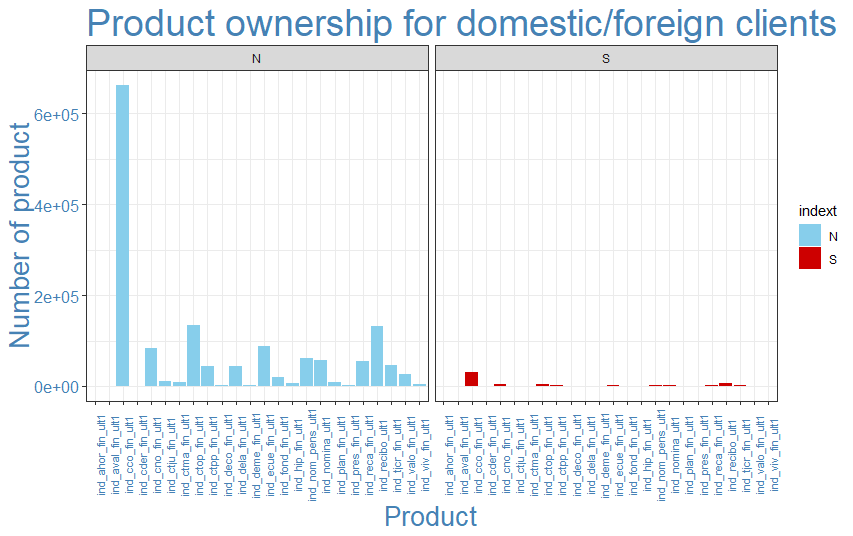 Product ownership for domestic/foreign clients
N
S
Number of product
6e+05
4e+05
2e+05
0e+00
indext
N
S
ind_ahor_fin_ult1
ind_aval_fin_ult1
ind_cco_fin_ult1
ind_cder_fin_ult1
ind_cno_fin_ult1
ind_ctju_fin_ult1
ind_ctma_fin_ult1
ind_ctop_fin_ult1
ind_ctpp_fin_ult1
ind_deco_fin_ult1
ind_dela_fin_ult1
ind_deme_fin_ult1
ind_ecue_fin_ult1
ind_fond_fin_ult1
ind_hip_fin_ult1
ind_nom_pens_ult1
ind_nomina_ult1
ind_plan_fin_ult1
ind_pres_fin_ult1
ind_reca_fin_ult1
ind_recibo_ult1
ind_tjcr_fin_ult1
ind_valo_fin_ult1
ind_viv_fin_ult1
ind_ahor_fin_ult1
ind_aval_fin_ult1
ind_cco_fin_ult1
ind_cder_fin_ult1
ind_cno_fin_ult1
ind_ctju_fin_ult1
ind_ctma_fin_ult1
ind_ctop_fin_ult1
ind_ctpp_fin_ult1
ind_deco_fin_ult1
ind_dela_fin_ult1
ind_deme_fin_ult1
ind_ecue_fin_ult1
ind_fond_fin_ult1
ind_hip_fin_ult1
ind_nom_pens_ult1
ind_nomina_ult1
ind_plan_fin_ult1
ind_pres_fin_ult1
ind_reca_fin_ult1
ind_recibo_ult1
ind_tjcr_fin_ult1
ind_valo_fin_ult1
ind_viv_fin_ult1
Product